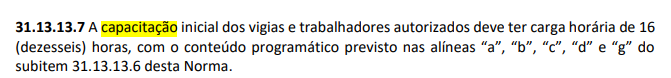 31.13.13.7 A capacitação inicial dos vigias e trabalhadores autorizados deve ter carga horária de 16
(dezesseis) horas, com o conteúdo programático previsto nas alíneas “a”, “b”, “c”, “d” e “g” do
subitem 31.13.13.6 desta Norma.